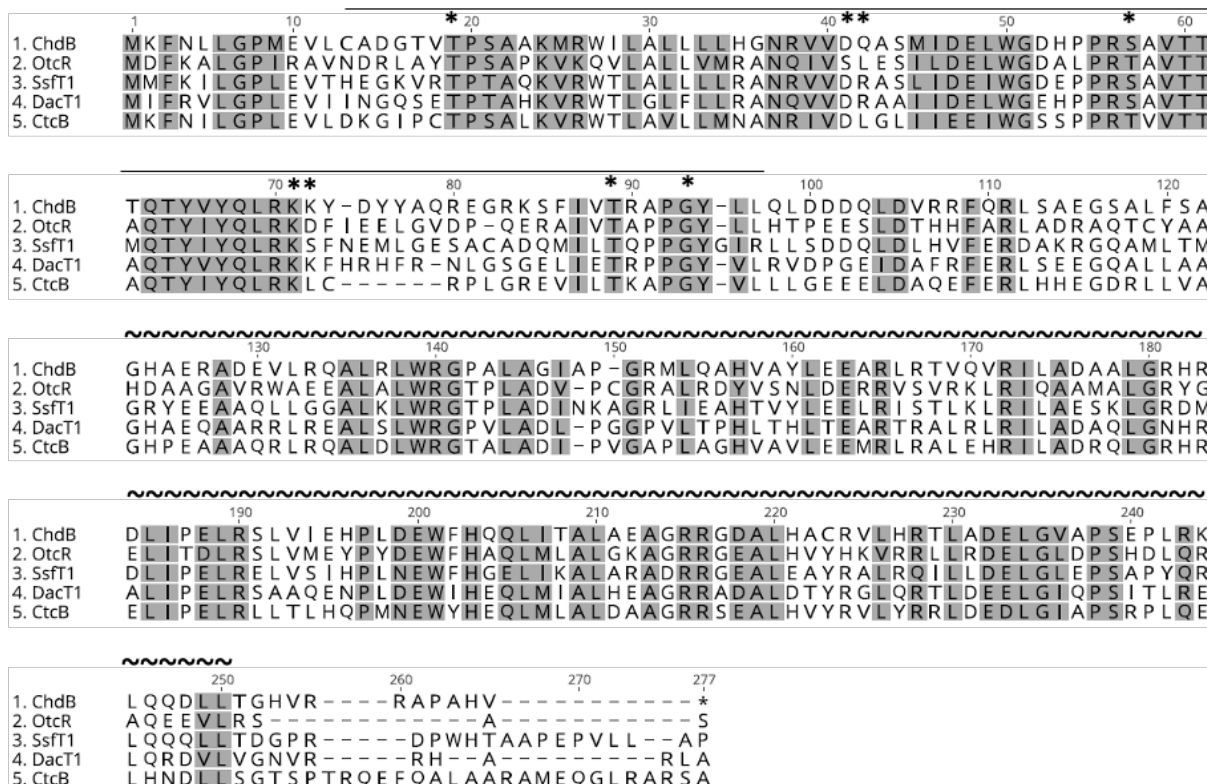 * ** *
1 10 20 30 40 50 60
1. ChdB MKFNLLGPMEVLCADGTVTPSAAKMRWILALLLLHGNRVVDQASMIDELWGDHPPRSAVTT
2. OtcR MDFKALGPIRAVNDRLAYTPSAPKVKQVLALLVMRANQIVSLESILDELWGDALPRTAVTT
3. SsfT1 MMFKILGPLEVTHEGKVRTPTAQKVRWTLALLLLRANRVVDRASLIDELWGDEPPRSAVTT
4. DacT1 MIFRVLGPLEVIINGQSETPTAHKVRWTLGLFLLRANQVVDRAAIIDELWGEHPPRSAVTT
5. CtcB MKFNILGPLEVLDKGIPCTPSALKVRWTLAVLLMNANRIVDLGLIIEEIWGSSPPRTVVTT
70 ** 80 * 90 * 100 110 120
1. ChdB TQTYVYQLRKKY-DYYAQREGRKSFIVTRAPGY-LLQLDDDQLDVRRFQRLSAEGSALFSA
2. OtcR AQTYVYQLRKDFIEELGVDP-QERAIVTAPPGY-LLHTPEESLDTHHFARLADRAQTCYAA
3. SsfT1 MQTYIYQLRKSFNEMLGESACADQMILTQPPGYGIRLLSDDQLDLHVFERDAKRGQAMLTM
4. DacT1 AQTYVYQLRKKFHRHFR-NLGSGELIETRPPGY-VLRVDPGEIDAFRFERLSEEGQALLAA
5. CtcB AQTYIYQLRKLC------RPLGREVILTKAPGY-VLLLGEEELDAQEFERLHHEGDRLLVA
~~~~~~~~~~~~~~~~~~~~~~~~~~~~~~~~~~~~~~~~~~~~~~~~~~~~~~~~~~
130 140 150 160 170 180
1. ChdB GHAERADEVLRQALRLWRGPALAGIAP-GRMLQAHVAYLEEARLRTVQVRILADAALGRHR
2. OtcR HDAAGAVRWAEEALALWRGTPLADV-PCGRALRDYVSNLDERRVSVRKLRIQAAMALGRYG
3. SsfT1 GRYEEAAQLLGGALKLWRGTPLADINKAGRLIEAHTVYLEELRISTLKLRILAESKLGRDM
4. DacT1 GHAEQAARRLREALSLWRGPVLADL-PGGPVLTPHLTHLTEARTRALRLRILADAQLGNHR
5. CtcB GHPEAAAQRLRQALDLWRGTALADI-PVGAPLAGHVAVLEEMRLRALEHRILADRQLGRHR
~~~~~~~~~~~~~~~~~~~~~~~~~~~~~~~~~~~~~~~~~~~~~~~~~~~~~~~~~~
190 200 210 220 230 240
1. ChdB DLIPELRSLVIEHPLDEWFHQQLITALAEAGRRGDALHACRVLHRTLADELGVAPSEPLRK
2. OtcR ELITDLRSLVMEYPYDEWFHAQLMLALGKAGRRGEALHVYHKVRRLLRDELGLDPSHDLQR
3. SsfT1 DLIPELRELVSIHPLNEWFHGELIKALARADRRGEALEAYRALRQILLDELGLEPSAPYQR
4. DacT1 ALIPELRSAAQENPLDEWIHEQLMIALHEAGRRADALDTYRGLQRTLDEELGIQPSITLRE
5. CtcB ELIPELRLLTLHQPMNEWYHEQLMLALDAAGRRSEALHVYRVLYRRLDEDLGIAPSRPLQE
~~~~~~
250 260 270 277
1. ChdB LQQDLLTGHVR----RAPAHV-----------*
2. OtcR AQEEVLRS------------A-----------S
3. SsfT1 LQQQLLTDGPR-----DPWHTAAPEPVLL--AP
4. DacT1 LQRDVLVGNVR----RH--A---------RLA
5. CtcB LHNDLLSGTSPTRQEFQALAARAMEQGLRARSA